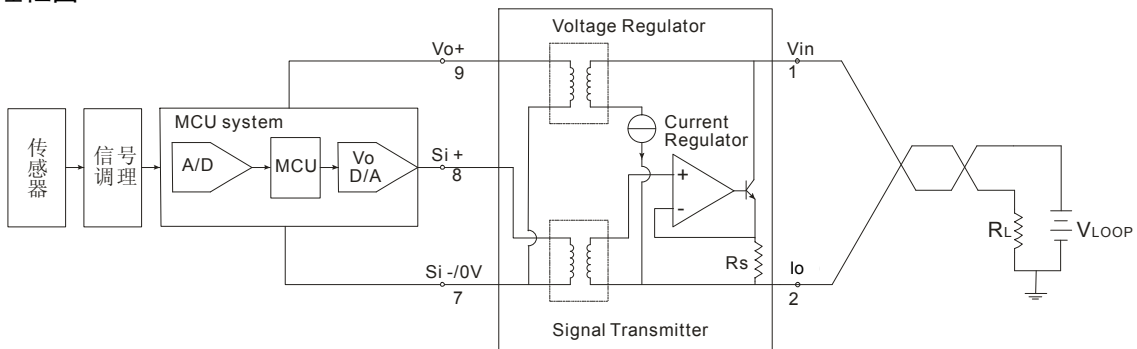 Voltage Regulator
Vo+
9
Vin
1
MCU system
传感器
信号
调理
A/D
MCU
Vo
D/A
Si +
8
Current
Regulator
+
-
Rs
RL
VLOOP
Si -/0V
7
Io
2
Signal Transmitter